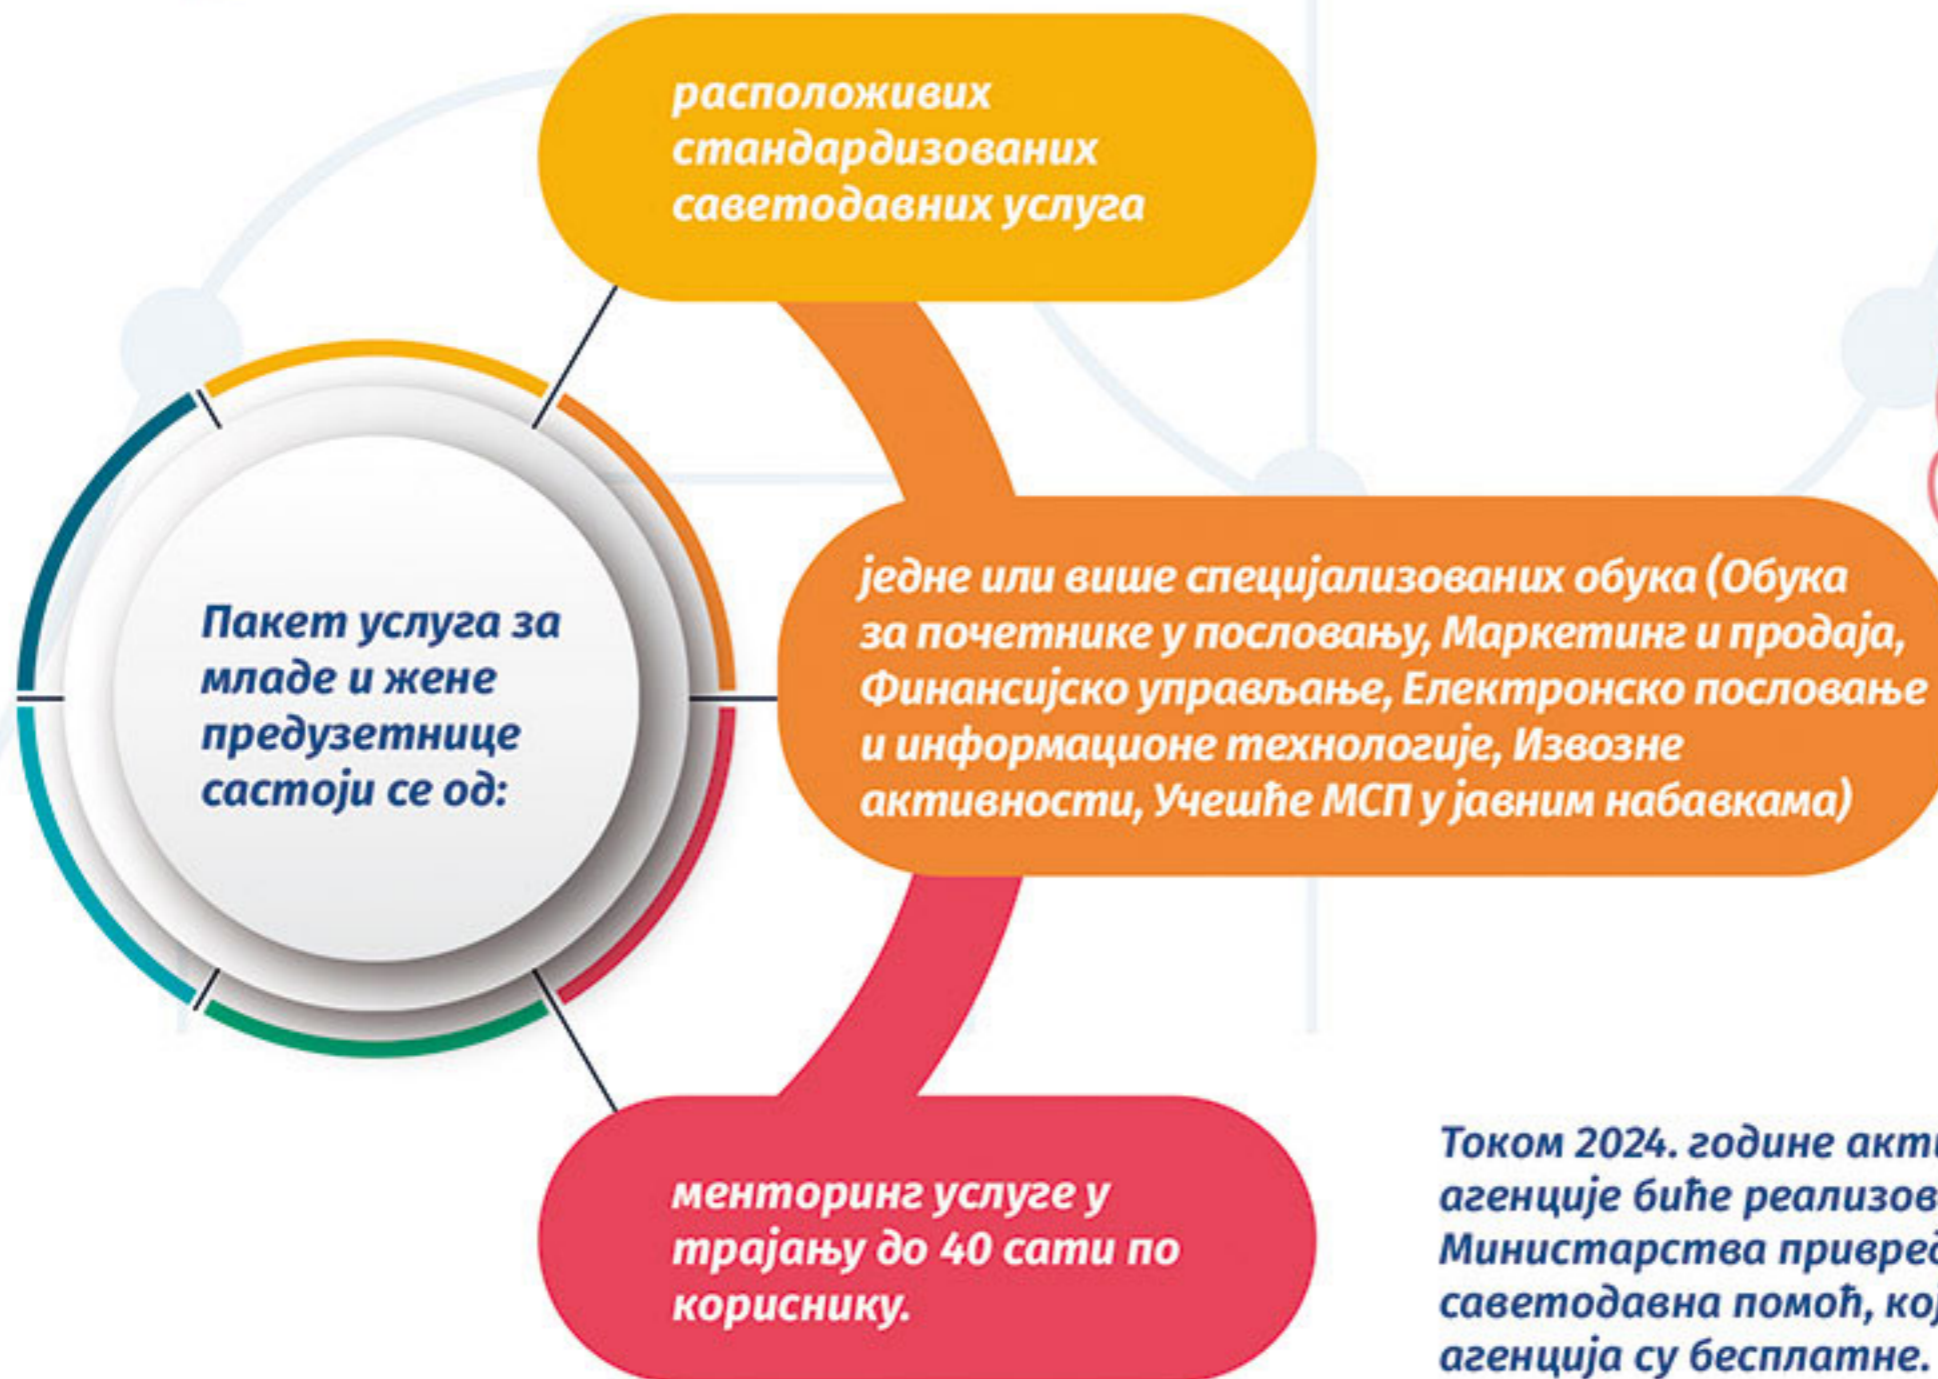 расположивих
стандардизованих
саветодавних услуга
Пакет услуга за
младе и жене
предузетнице
састоји се од:
једне или више специјализованих обука (Обука
за почетнике у пословању, Маркетинг и продаја,
Финансијско управљање, Електронско пословање
и информационе технологије, Извозне
активности, Учешће МСП у јавним набавкама)
менторинг услуге у
трајању до 40 сати по
кориснику.
Током 2024. године
агенције биће
Министарства
саветодавна помоћ,
агенција су бесплатне.